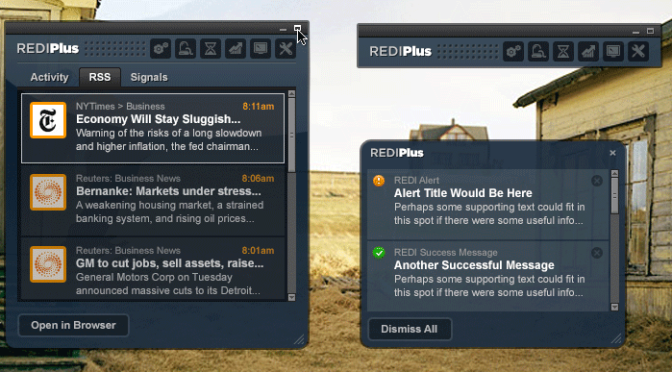 REDIPlus
Activity
RSS
Signals
NYTimes > Business
8:11am
Economy Will Stay Sluggish...
Warning of the risks of a long slowdown
and higher inflation, the fed chairman...
Reuters: Business News
8:06am
Bernanke: Markets under stress...
A weakening housing market, a strained
banking system, and rising oil prices...
Reuters: Business News
8:01am
GM to cut jobs, sell assets, raise...
General Motors Corp on Tuesday
announced massive cuts to its Detroit...
Open in Browser
REDIPlus
REDIPlus
REDI Alert
Alert Title Would Be Here
Perhaps some supporting text could fit in
this spot if there were some useful info...
REDI Success Message
Another Successful Message
Perhaps some supporting text could fit in
this spot if there were some useful info...
Dismiss All